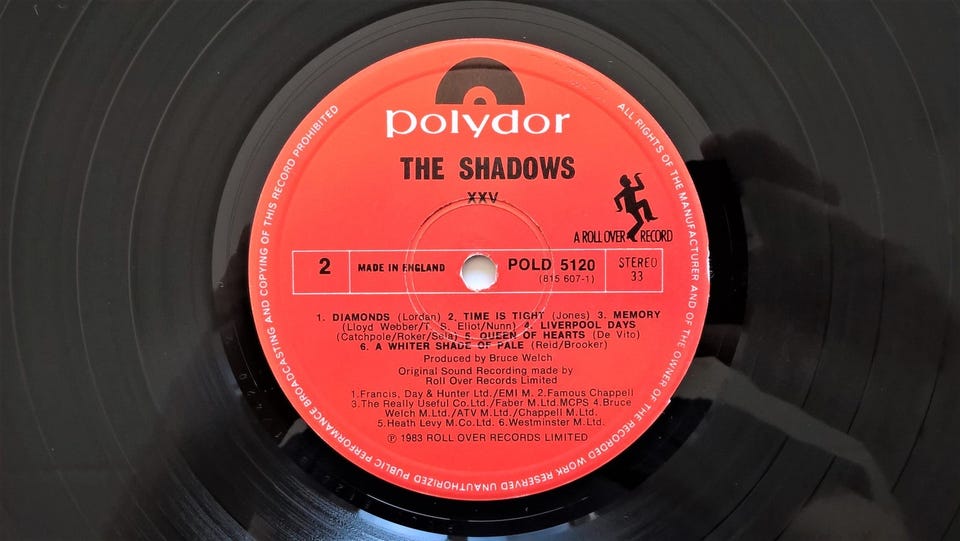 polydor
THE SHADOWS
XXV
A ROLL OVER RECORD
2
MADE IN ENGLAND
POLD 5120
(815 607-1)
STEREO
33
1. DIAMONDS (Lordan) 2. TIME IS TIGHT (Jones) 3. MEMORY
(Lloyd Webber/T. S. Eliot/Nunn) 4. LIVERPOOL DAYS
(Catchpole/Roker/Sela) 5. QUEEN OF HEARTS (De Vito)
6. A WHITER SHADE OF PALE (Reid/Brooker)
Produced by Bruce Welch
Original Sound Recording made by
Roll Over Records Limited
1.Francis, Day & Hunter Ltd./EMI M. 2.Famous Chappell
3.The Really Useful Co.Ltd./Faber M.Ltd.MCPS 4.Bruce
Welch M.Ltd./ATV M.Ltd./Chappell M.Ltd.
5.Heath Levy M.Co.Ltd. 6.Westminster M.Ltd.
℗ 1983 ROLL OVER RECORDS LIMITED
ALL RIGHTS OF THE MANUFACTURER AND OF THE OWNER OF THE RECORDED WORK RESERVED UNAUTHORIZED PUBLIC PERFORMANCE BROADCASTING AND COPYING OF THIS RECORD PROHIBITED